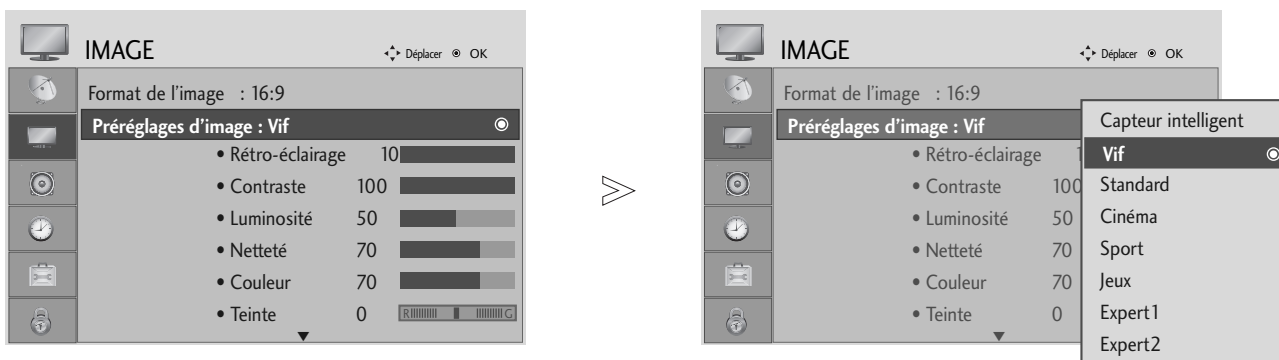 IMAGE
Déplacer OK
Format de l'image : 16:9
Préréglages d'image : Vif
• Rétro-éclairage 10
• Contraste 100
• Luminosité 50
• Netteté 70
• Couleur 70
• Teinte 0 R G
IMAGE
Déplacer OK
Format de l'image : 16:9
Préréglages d'image : Vif
• Rétro-éclairage 1
• Contraste 100
• Luminosité 50
• Netteté 70
• Couleur 70
• Teinte 0
Capteur intelligent
Vif
Standard
Cinéma
Sport
Jeux
Expert1
Expert2